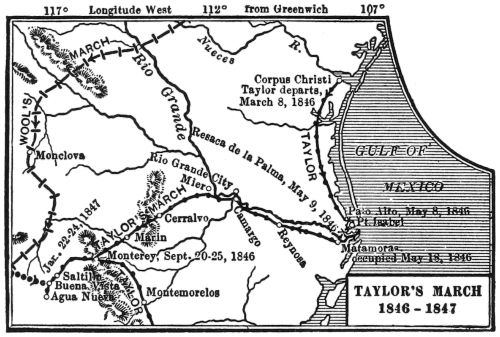 117° Longitude West 112° from Greenwich 107°
WOOL'S MARCH
Nueces R.
Rio Grande
Corpus Christi
Taylor departs,
March 8, 1846
TAYLOR
GULF OF
MEXICO
Resaca de la Palma, May 9, 1846
Monclova
Rio Grande City
Mier
TAYLOR'S MARCH
Cerralvo
Camargo
Reynosa
Palo Alto, May 8, 1846
Pt. Isabel
Matamoras,
occupied May 18, 1846
Marin
Monterey, Sept. 20-25, 1846
Jan. 22-24, 1847
Saltillo
Buena Vista
Agua Nueva
TAYLOR
Montemorelos
TAYLOR'S MARCH
1846 - 1847